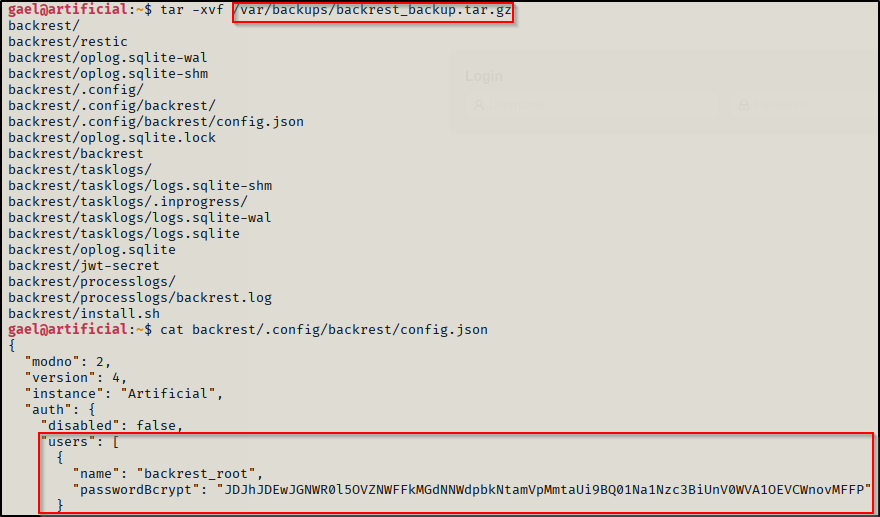 gael@artificial:~$ tar -xvf /var/backups/backrest_backup.tar.gz
backrest/
backrest/restic
backrest/oplog.sqlite-wal
backrest/oplog.sqlite-shm
backrest/.config/
backrest/.config/backrest/
backrest/.config/backrest/config.json
backrest/oplog.sqlite.lock
backrest/backrest
backrest/tasklogs/
backrest/tasklogs/logs.sqlite-shm
backrest/tasklogs/.inprogress/
backrest/tasklogs/logs.sqlite-wal
backrest/tasklogs/logs.sqlite
backrest/oplog.sqlite
backrest/jwt-secret
backrest/processlogs/
backrest/processlogs/backrest.log
backrest/install.sh
gael@artificial:~$ cat backrest/.config/backrest/config.json
{
  "modno": 2,
  "version": 4,
  "instance": "Artificial",
  "auth": {
    "disabled": false,
    "users": [
      {
        "name": "backrest_root",
        "passwordBcrypt": "JDJhJDEwJGNWR0l5OVZNWFFkMGdNNWdpbkNtamVpMmtaUi9BQ01Na1Nzc3BiUnV0WVA1OEVCWnovMFFP"
      }
Login